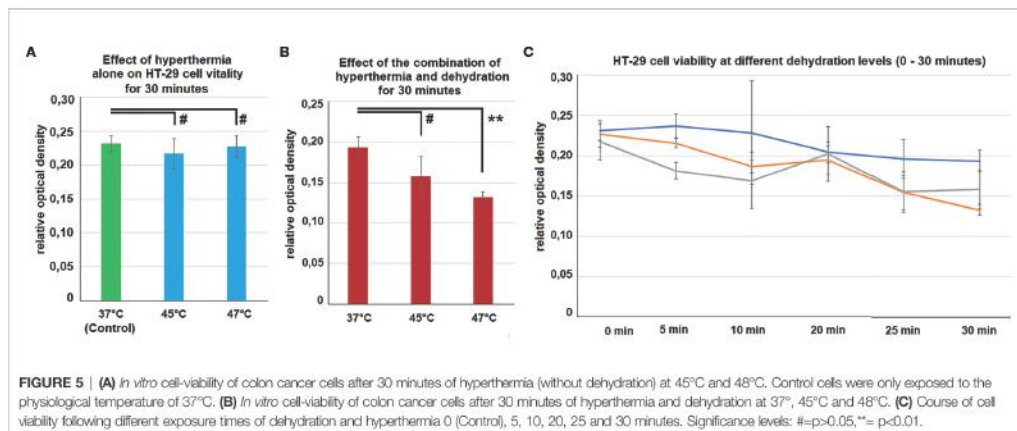 A
Effect of hyperthermia
alone on HT-29 cell vitality
for 30 minutes
0,30
0,25
0,20
0,15
0,10
0,05
0
relative optical density
#
#
37°C
(Control)
45°C
47°C
B
Effect of the combination of
hyperthermia and dehydration
for 30 minutes
0,25
0,20
0,15
0,10
0,05
0
relative optical density
#
**
37°C
45°C
47°C
C
HT-29 cell viability at different dehydration levels (0 - 30 minutes)
0,30
0,25
0,20
0,15
0,10
0,05
0
relative optical density
0 min
5 min
10 min
20 min
25 min
30 min
FIGURE 5 | (A) In vitro cell-viability of colon cancer cells after 30 minutes of hyperthermia (without dehydration) at 45°C and 48°C. Control cells were only exposed to the
physiological temperature of 37°C. (B) In vitro cell-viability of colon cancer cells after 30 minutes of hyperthermia and dehydration at 37°, 45°C and 48°C. (C) Course of cell
viability following different exposure times of dehydration and hyperthermia 0 (Control), 5, 10, 20, 25 and 30 minutes. Significance levels: #=p>0.05,**= p<0.01.